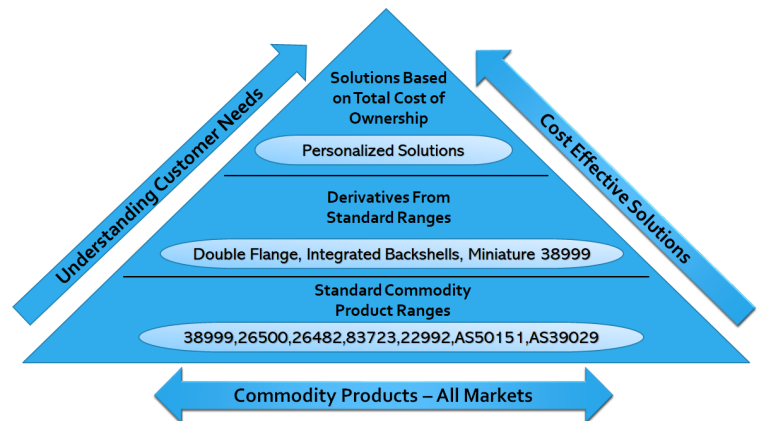 Solutions Based
on Total Cost of
Ownership
Personalized Solutions
Understanding Customer Needs
Cost Effective Solutions
Derivatives From
Standard Ranges
Double Flange, Integrated Backshells, Miniature 38999
Standard Commodity
Product Ranges
38999,26500,26482,83723,22992,AS50151,AS39029
Commodity Products – All Markets